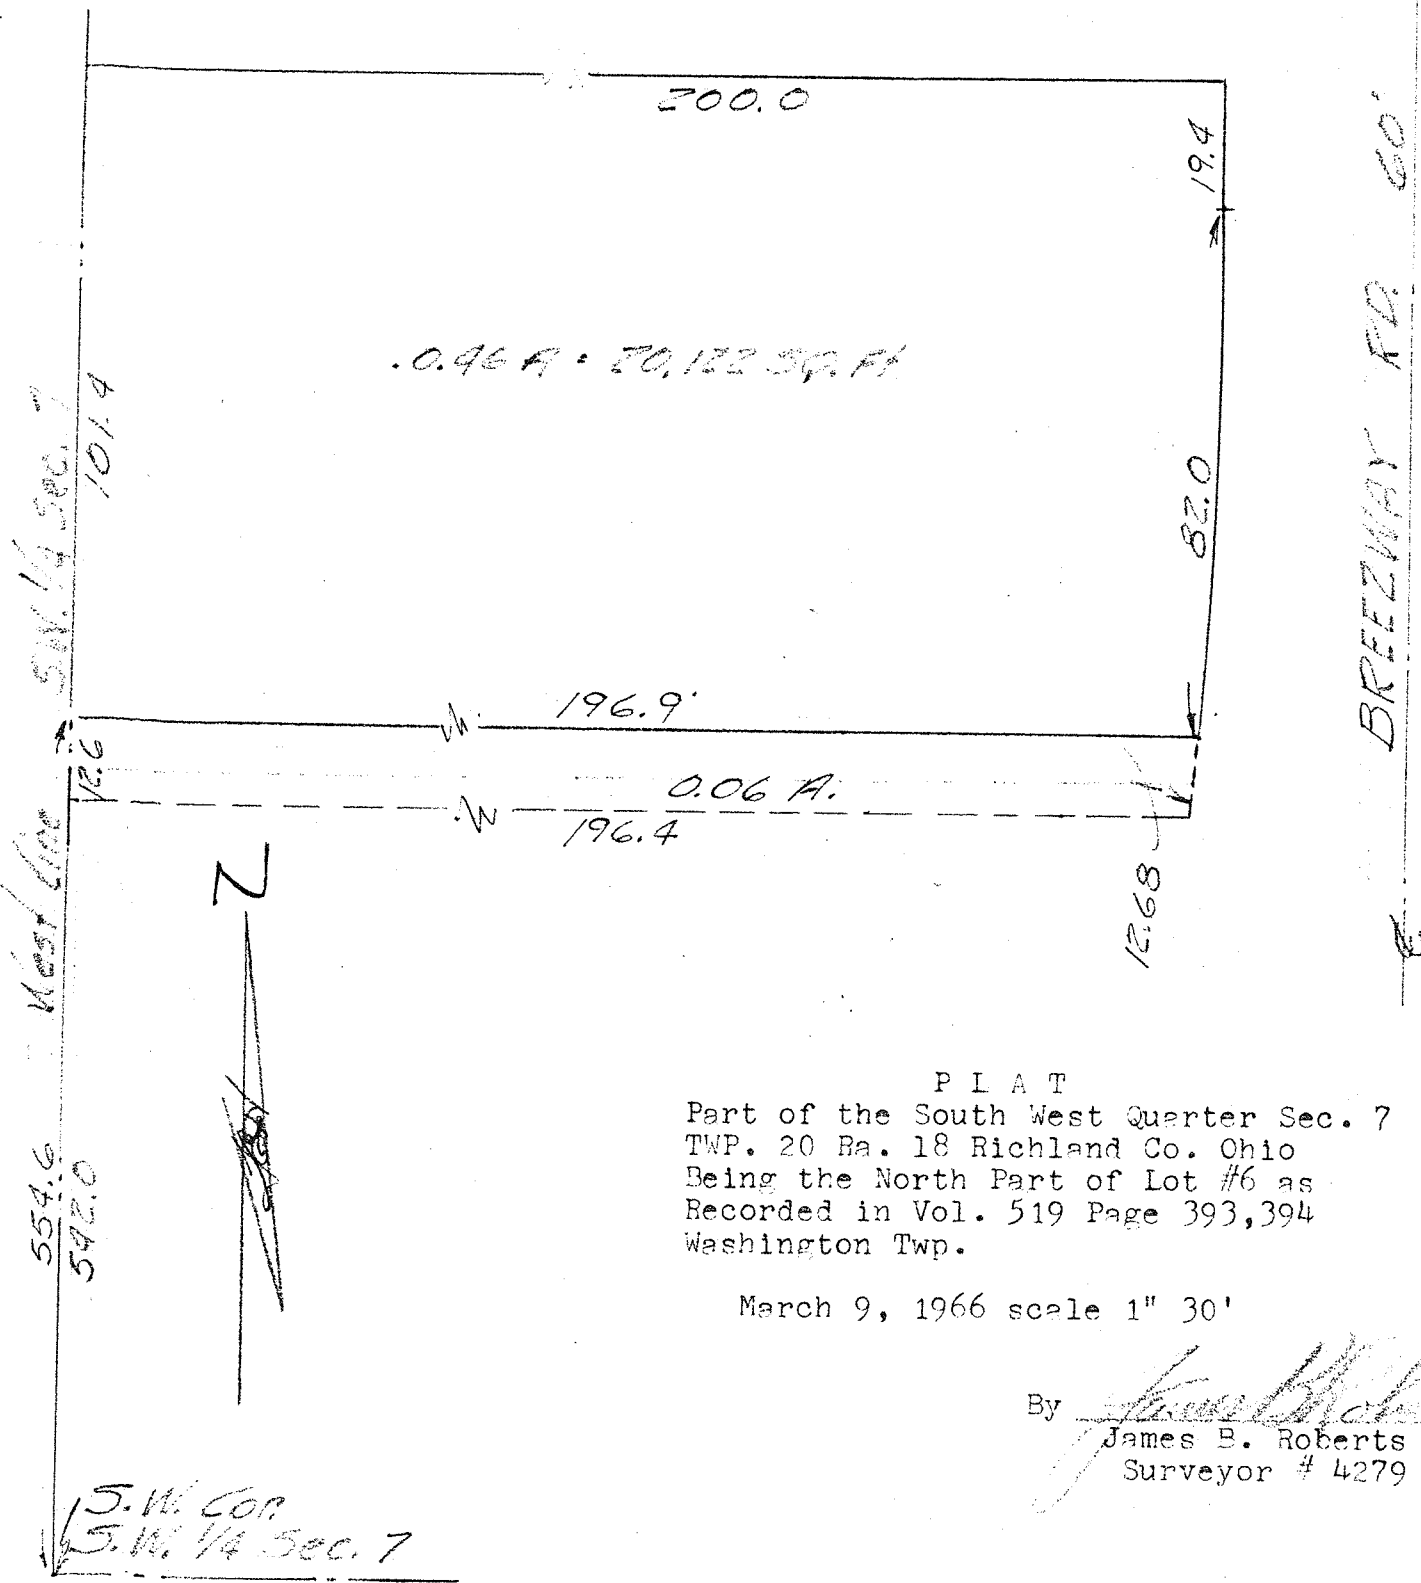 200.0
19.4
BREEZWAY RD. 60'
.0.46 A = 20,122 SQ. Ft
101.4
West Line SW. 1/4 Sec. 7
82.0
196.9'
12.6
0.06 A.
196.4
12.68
N
554.6
542.0
P L A T
Part of the South West Quarter Sec. 7
TWP. 20 Ra. 18 Richland Co. Ohio
Being the North Part of Lot #6 as
Recorded in Vol. 519 Page 393,394
Washington Twp.
March 9, 1966 scale 1" 30'
By
James B. Roberts
Surveyor # 4279
S.W. Cor.
S.W. 1/4 Sec. 7